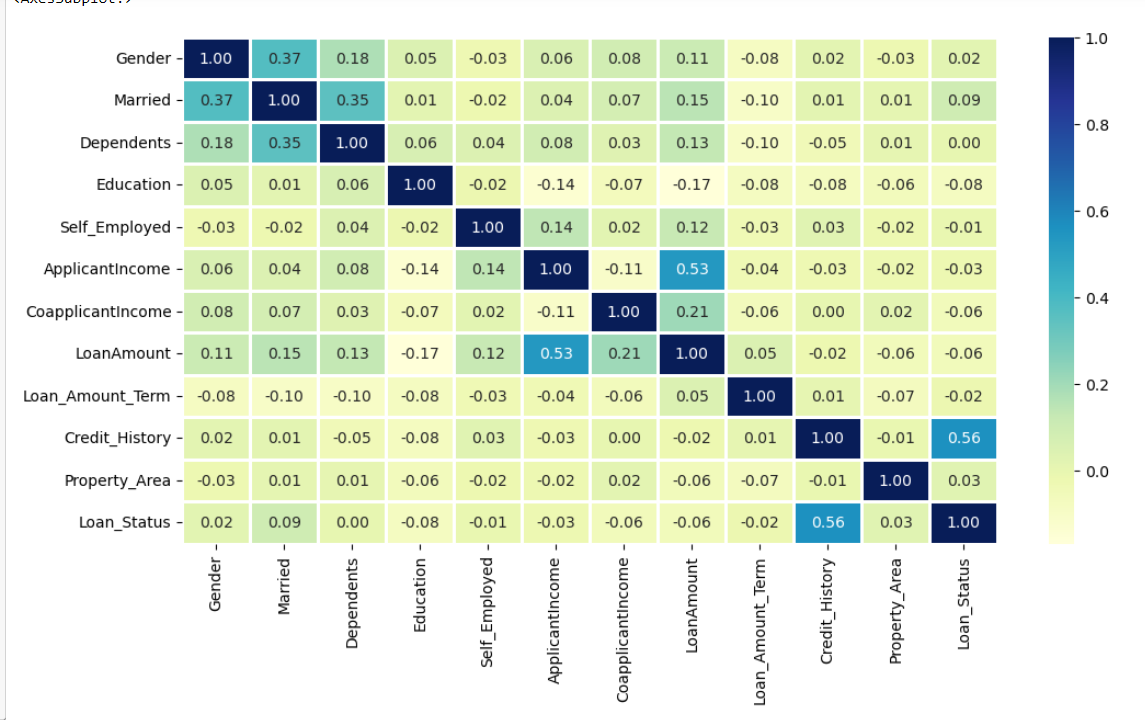 <AxesSubplot:>
Gender 1.00 0.37 0.18 0.05 -0.03 0.06 0.08 0.11 -0.08 0.02 -0.03 0.02
Married 0.37 1.00 0.35 0.01 -0.02 0.04 0.07 0.15 -0.10 0.01 0.01 0.09
Dependents 0.18 0.35 1.00 0.06 0.04 0.08 0.03 0.13 -0.10 -0.05 0.01 0.00
Education 0.05 0.01 0.06 1.00 -0.02 -0.14 -0.07 -0.17 -0.08 -0.08 -0.06 -0.08
Self_Employed -0.03 -0.02 0.04 -0.02 1.00 0.14 0.02 0.12 -0.03 0.03 -0.02 -0.01
ApplicantIncome 0.06 0.04 0.08 -0.14 0.14 1.00 -0.11 0.53 -0.04 -0.03 -0.02 -0.03
CoapplicantIncome 0.08 0.07 0.03 -0.07 0.02 -0.11 1.00 0.21 -0.06 0.00 0.02 -0.06
LoanAmount 0.11 0.15 0.13 -0.17 0.12 0.53 0.21 1.00 0.05 -0.02 -0.06 -0.06
Loan_Amount_Term -0.08 -0.10 -0.10 -0.08 -0.03 -0.04 -0.06 0.05 1.00 0.01 -0.07 -0.02
Credit_History 0.02 0.01 -0.05 -0.08 0.03 -0.03 0.00 -0.02 0.01 1.00 -0.01 0.56
Property_Area -0.03 0.01 0.01 -0.06 -0.02 -0.02 0.02 -0.06 -0.07 -0.01 1.00 0.03
Loan_Status 0.02 0.09 0.00 -0.08 -0.01 -0.03 -0.06 -0.06 -0.02 0.56 0.03 1.00
Gender
Married
Dependents
Education
Self_Employed
ApplicantIncome
CoapplicantIncome
LoanAmount
Loan_Amount_Term
Credit_History
Property_Area
Loan_Status
1.0
0.8
0.6
0.4
0.2
0.0